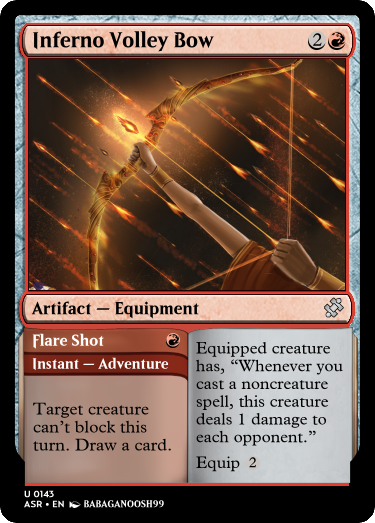 Inferno Volley Bow 2
Artifact — Equipment
Flare Shot
Instant — Adventure
Target creature
can't block this
turn. Draw a card.
Equipped creature
has, “Whenever you
cast a noncreature
spell, this creature
deals 1 damage to
each opponent.”
Equip 2
U 0143
ASR • EN BABAGANOOSH99